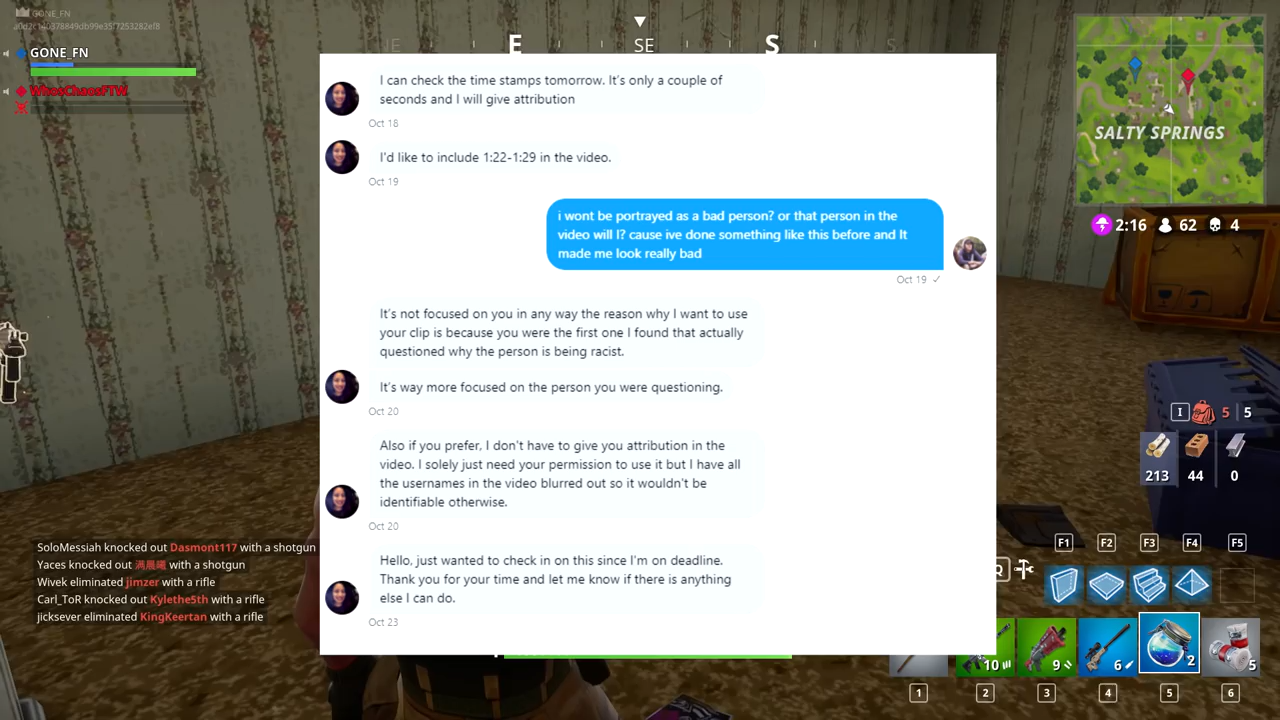 GONE_FN
E
E
SE
S
S
GONE_FN
WhosChaosFTW
I can check the time stamps tomorrow. It's only a couple of
seconds and I will give attribution
Oct 18
I'd like to include 1:22-1:29 in the video.
Oct 19
i wont be portrayed as a bad person? or that person in the
video will I? cause ive done something like this before and It
made me look really bad
Oct 19 ✓
It's not focused on you in any way the reason why I want to use
your clip is because you were the first one I found that actually
questioned why the person is being racist.
It's way more focused on the person you were questioning.
Oct 20
Also if you prefer, I don't have to give you attribution in the
video. I solely just need your permission to use it but I have all
the usernames in the video blurred out so it wouldn't be
identifiable otherwise.
Oct 20
Hello, just wanted to check in on this since I'm on deadline.
Thank you for your time and let me know if there is anything
else I can do.
Oct 23
SALTY SPRINGS
2:16 62 4
I 5 | 5
213 44 0
F1 F2 F3 F4 F5
Q
10 9 6 2 5
1 2 3 4 5 6
SoloMessiah knocked out Dasmont117 with a shotgun
Yaces knocked out with a shotgun
Wivek eliminated jimzer with a rifle
Carl_ToR knocked out Kylethe5th with a rifle
jicksever eliminated KingKeertan with a rifle